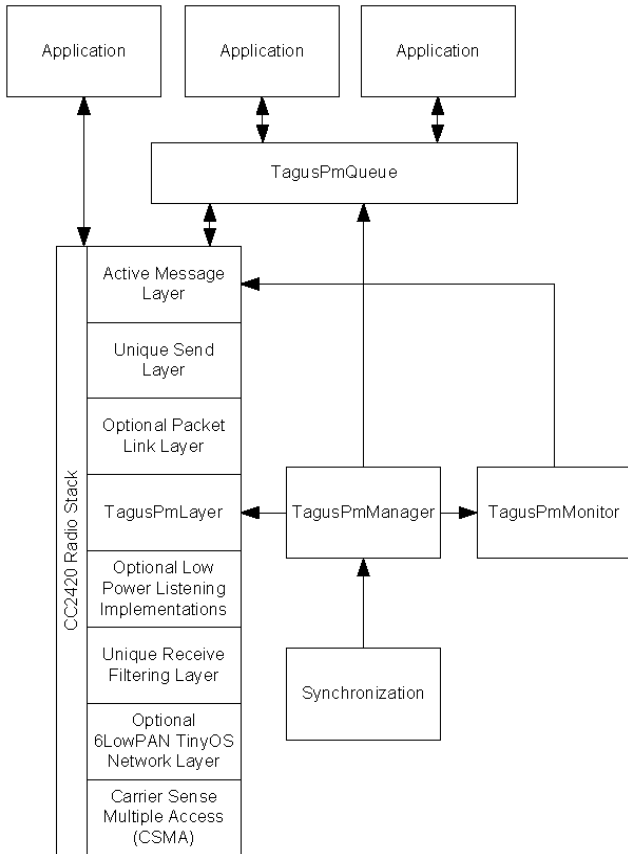 Application
Application
Application
TagusPmQueue
CC2420 Radio Stack
Active Message
Layer
Unique Send
Layer
Optional Packet
Link Layer
TagusPmLayer
TagusPmManager
TagusPmMonitor
Optional Low
Power Listening
Implementations
Unique Receive
Filtering Layer
Synchronization
Optional
6LowPAN TinyOS
Network Layer
Carrier Sense
Multiple Access
(CSMA)